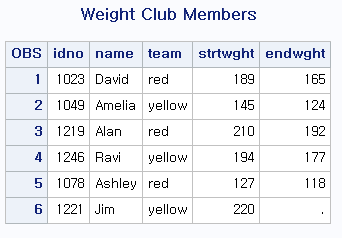 Weight Club Members
OBS idno name team strtwght endwght
1 1023 David red 189 165
2 1049 Amelia yellow 145 124
3 1219 Alan red 210 192
4 1246 Ravi yellow 194 177
5 1078 Ashley red 127 118
6 1221 Jim yellow 220 .